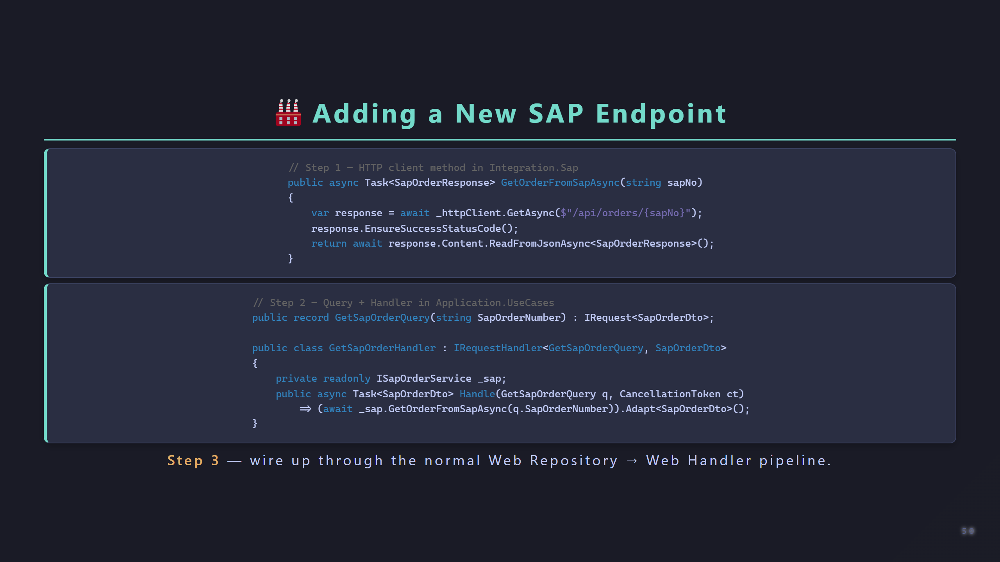 🏭 Adding a New SAP Endpoint
// Step 1 — HTTP client method in Integration.Sap
public async Task<SapOrderResponse> GetOrderFromSapAsync(string sapNo)
{
    var response = await _httpClient.GetAsync($"/api/orders/{sapNo}");
    response.EnsureSuccessStatusCode();
    return await response.Content.ReadFromJsonAsync<SapOrderResponse>();
}
// Step 2 — Query + Handler in Application.UseCases
public record GetSapOrderQuery(string SapOrderNumber) : IRequest<SapOrderDto>;
public class GetSapOrderHandler : IRequestHandler<GetSapOrderQuery, SapOrderDto>
{
    private readonly ISapOrderService _sap;
    public async Task<SapOrderDto> Handle(GetSapOrderQuery q, CancellationToken ct)
        => (await _sap.GetOrderFromSapAsync(q.SapOrderNumber)).Adapt<SapOrderDto>();
}
Step 3 — wire up through the normal Web Repository → Web Handler pipeline.
50